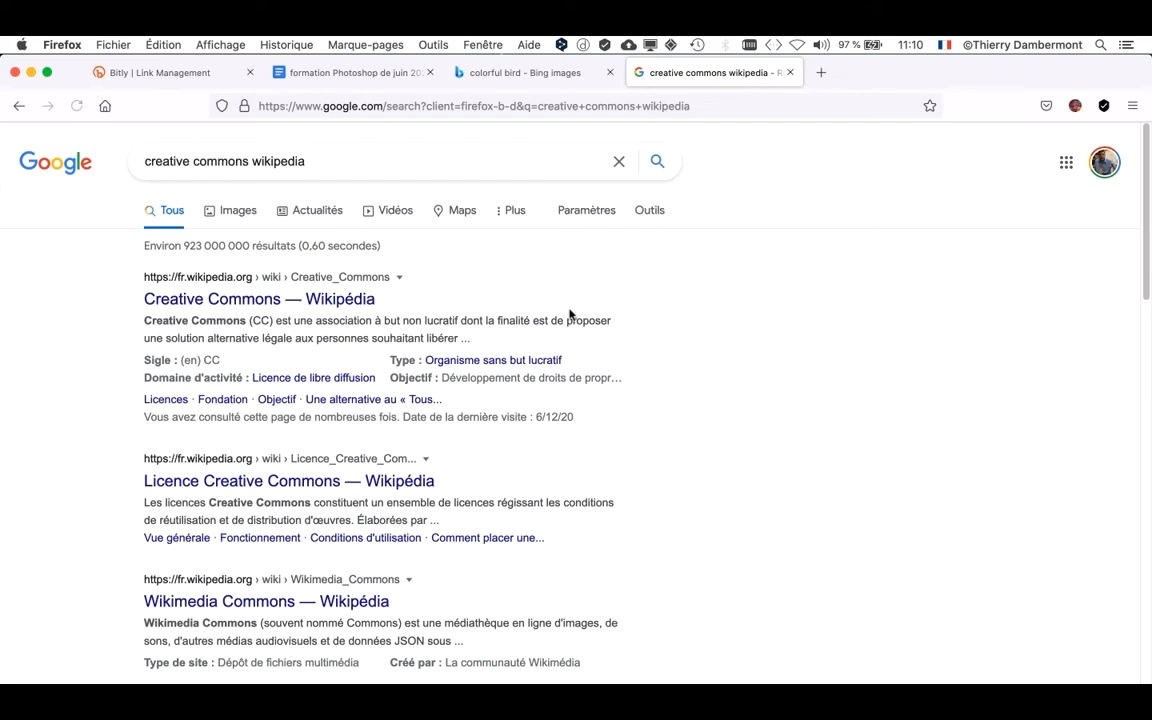 Firefox Fichier Édition Affichage Historique Marque-pages Outils Fenêtre Aide 97 % 11:10 ©Thierry Dambermont
Bitly | Link Management formation Photoshop de juin 20 colorful bird - Bing images creative commons wikipedia - R
https://www.google.com/search?client=firefox-b-d&q=creative+commons+wikipedia
Google creative commons wikipedia
Tous Images Actualités Vidéos Maps Plus Paramètres Outils
Environ 923 000 000 résultats (0,60 secondes)
https://fr.wikipedia.org › wiki › Creative_Commons
Creative Commons — Wikipédia
Creative Commons (CC) est une association à but non lucratif dont la finalité est de proposer
une solution alternative légale aux personnes souhaitant libérer ...
Sigle : (en) CC Type : Organisme sans but lucratif
Domaine d'activité : Licence de libre diffusion Objectif : Développement de droits de propr...
Licences · Fondation · Objectif · Une alternative au « Tous...
Vous avez consulté cette page de nombreuses fois. Date de la dernière visite : 6/12/20
https://fr.wikipedia.org › wiki › Licence_Creative_Com...
Licence Creative Commons — Wikipédia
Les licences Creative Commons constituent un ensemble de licences régissant les conditions
de réutilisation et de distribution d'œuvres. Élaborées par ...
Vue générale · Fonctionnement · Conditions d'utilisation · Comment placer une...
https://fr.wikipedia.org › wiki › Wikimedia_Commons
Wikimedia Commons — Wikipédia
Wikimedia Commons (souvent nommé Commons) est une médiathèque en ligne d'images, de
sons, d'autres médias audiovisuels et de données JSON sous ...
Type de site : Dépôt de fichiers multimédia Créé par : La communauté Wikimédia